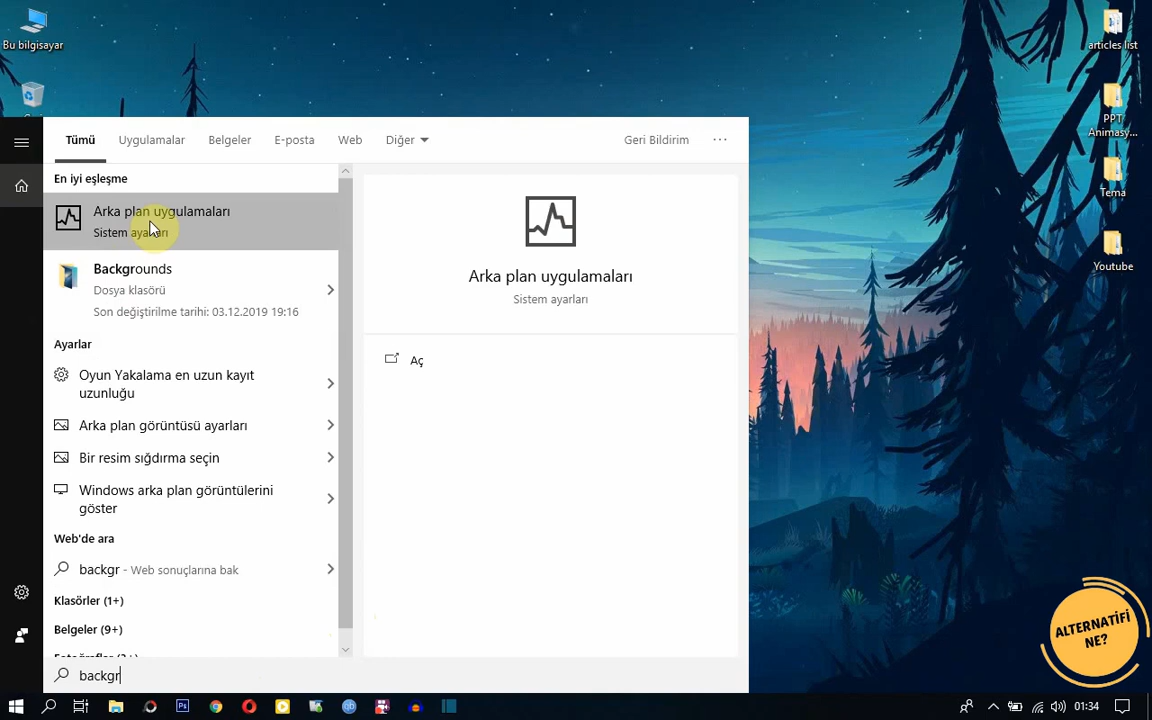 Bu bilgisayar
articles list
PPT
Animasy...
Tema
Youtube
Tümü
Uygulamalar
Belgeler
E-posta
Web
Diğer
Geri Bildirim
...
En iyi eşleşme
Arka plan uygulamaları
Sistem ayarları
Backgrounds
Dosya klasörü
Son değiştirilme tarihi: 03.12.2019 19:16
Ayarlar
Oyun Yakalama en uzun kayıt
uzunluğu
Arka plan görüntüsü ayarları
Bir resim sığdırma seçin
Windows arka plan görüntülerini
göster
Web'de ara
backgr - Web sonuçlarına bak
Klasörler (1+)
Belgeler (9+)
backgr
Arka plan uygulamaları
Sistem ayarları
Aç
ALTERNATİFİ
NE?
Ps
qb
01:34